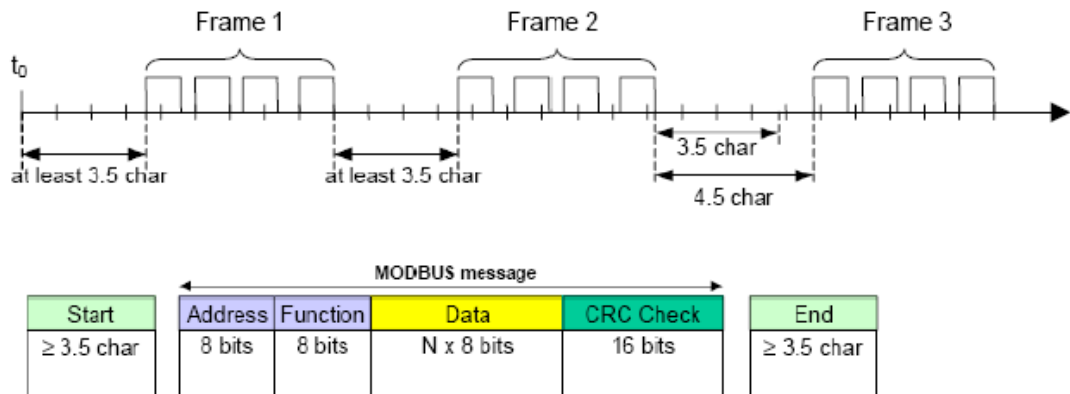 Frame 1
Frame 2
Frame 3
t0
at least 3.5 char
at least 3.5 char
3.5 char
4.5 char
MODBUS message
Start
Address
Function
Data
CRC Check
End
≥ 3.5 char
8 bits
8 bits
N x 8 bits
16 bits
≥ 3.5 char